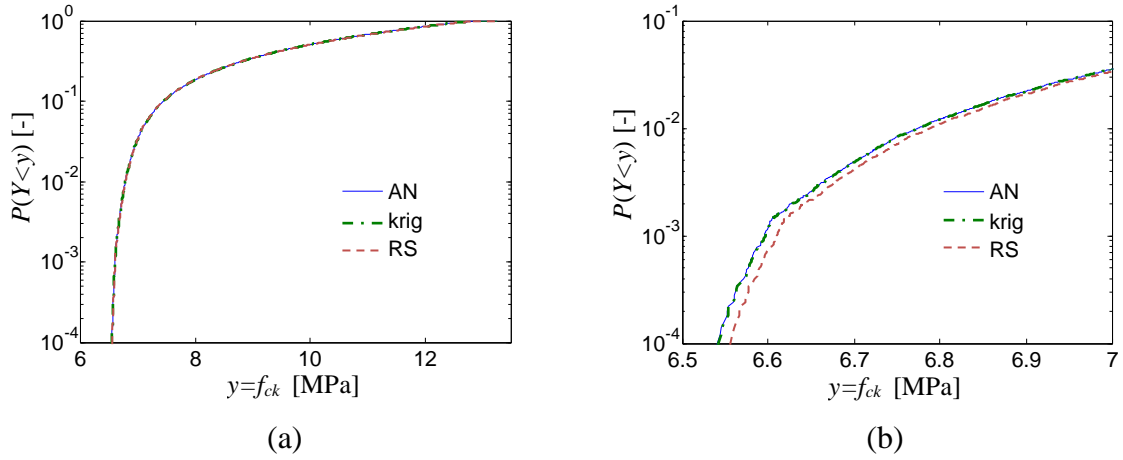 10^0
10^-1
10^-2
10^-3
10^-4
P(Y<y) [-]
AN
krig
RS
6 8 10 12
y=f_ck [MPa]
(a)
10^-1
10^-2
10^-3
10^-4
P(Y<y) [-]
AN
krig
RS
6.5 6.6 6.7 6.8 6.9 7
y=f_ck [MPa]
(b)